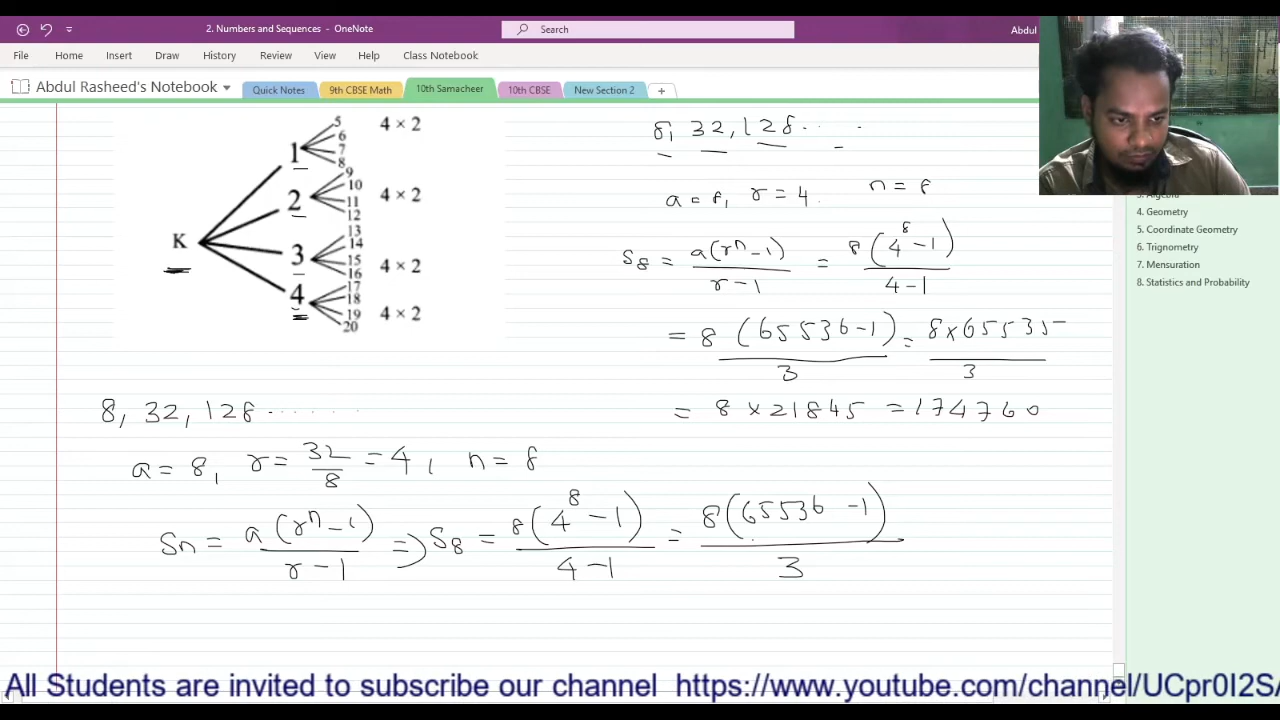 2. Numbers and Sequences - OneNote
Search
Abdul
File Home Insert Draw History Review View Help Class Notebook
Abdul Rasheed's Notebook
Quick Notes
9th CBSE Math
10th Samacheer
10th CBSE
New Section 2
4. Geometry
5. Coordinate Geometry
6. Trignometry
7. Mensuration
8. Statistics and Probability
K
1
5
6
7
8
4 × 2
2
9
10
11
12
4 × 2
3
13
14
15
16
4 × 2
4
17
18
19
20
4 × 2
8, 32, 128 ......
a = 8, r = 32/8 = 4, n = 8
Sn = a(r^n - 1)/(r - 1) => S8 = 8(4^8 - 1)/(4 - 1) = 8(65536 - 1)/3
8, 32, 128 ....
a = 8, r = 4 n = 8
S8 = a(r^n - 1)/(r - 1) = 8(4^8 - 1)/(4 - 1)
= 8(65536 - 1)/3 = 8×65535/3
= 8 × 21845 = 174760
All Students are invited to subscribe our channel https://www.youtube.com/channel/UCpr0I2SA